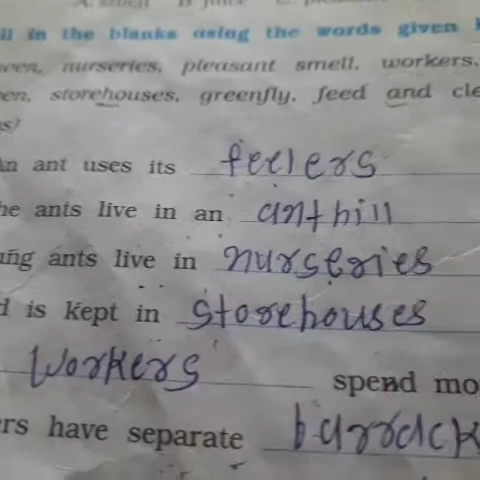 ll in the blanks using the words given
een, nurseries, pleasant smell, workers,
en, storehouses, greenfly, feed and cle
s/
An ant uses its feelers
he ants live in an anthill
ung ants live in nurseries
d is kept in storehouses
Workers spend mo
ers have separate barrack